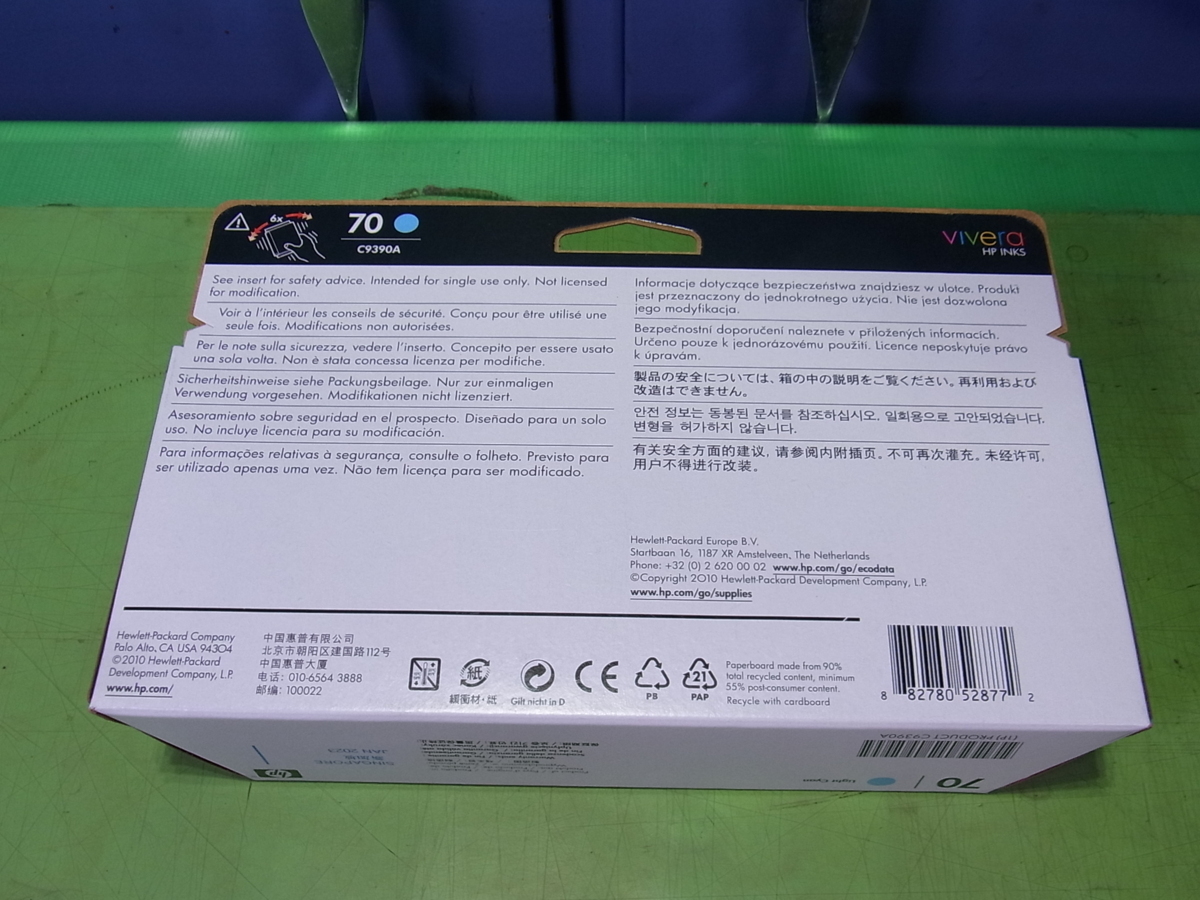 6x
70
C9390A
vivera
HP INKS
See insert for safety advice. Intended for single use only. Not licensed
for modification.
Voir à l'intérieur les conseils de sécurité. Conçu pour être utilisé une
seule fois. Modifications non autorisées.
Per le note sulla sicurezza, vedere l'inserto. Concepito per essere usato
una sola volta. Non è stata concessa licenza per modifiche.
Sicherheitshinweise siehe Packungsbeilage. Nur zur einmaligen
Verwendung vorgesehen. Modifikationen nicht lizenziert.
Asesoramiento sobre seguridad en el prospecto. Diseñado para un solo
uso. No incluye licencia para su modificación.
Para informações relativas à segurança, consulte o folheto. Previsto para
ser utilizado apenas uma vez. Não tem licença para ser modificado.
Informacje dotyczące bezpieczeństwa znajdziesz w ulotce. Produkt
jest przeznaczony do jednokrotnego użycia. Nie jest dozwolona
jego modyfikacja.
Bezpečnostní doporučení naleznete v přiložených informacích.
Určeno pouze k jednorázovému použití. Licence neposkytuje právo
k úpravám.
製品の安全については、箱の中の説明をご覧ください。再利用および
改造はできません。
안전 정보는 동봉된 문서를 참조하십시오. 일회용으로 고안되었습니다.
변형을 허가하지 않습니다.
有关安全方面的建议, 请参阅内附插页。不可再次灌充。未经许可,
用户不得进行改装。
Hewlett-Packard Europe B.V.
Startbaan 16, 1187 XR Amstelveen, The Netherlands
Phone: +32 (0) 2 620 00 02 www.hp.com/go/ecodata
©Copyright 2010 Hewlett-Packard Development Company, L.P.
www.hp.com/go/supplies
Hewlett-Packard Company
Palo Alto, CA USA 94304
©2010 Hewlett-Packard
Development Company, L.P.
www.hp.com/
中国惠普有限公司
北京市朝阳区建国路112号
中国惠普大厦
电话: 010-6564 3888
邮编: 100022
紙
緩衝材・紙
Gilt nicht in D
CE
PB
21
PAP
Paperboard made from 90%
total recycled content, minimum
55% post-consumer content.
Recycle with cardboard
8 82780 52877 2
HP PRODUCT C9390A
70
Light Cyan
SINGAPORE
JAN 2023
hp